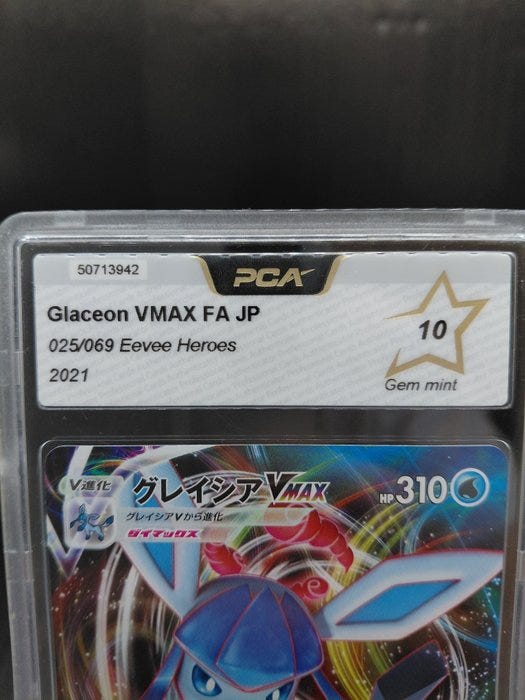 50713942
PCA
Glaceon VMAX FA JP
025/069 Eevee Heroes
2021
10
Gem mint
V進化
グレイシアVMAX
HP310
グレイシアVから進化
ダイマックス